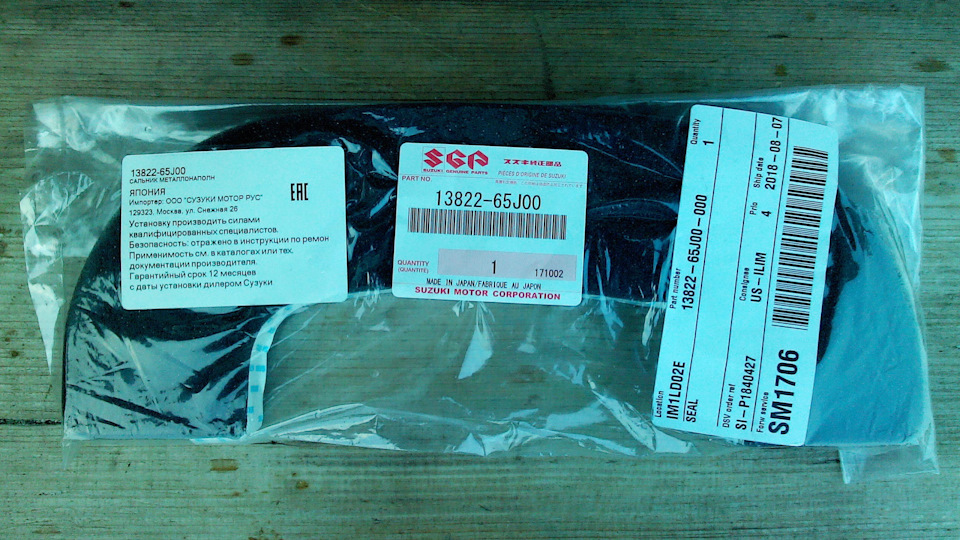 13822-65J00
САЛЬНИК МЕТАЛЛОНАПОЛН
ЯПОНИЯ
Импортер: ООО "СУЗУКИ МОТОР РУС"
129323, Москва, ул. Снежная 26
Установку производить силами
квалифицированных специалистов.
Безопасность: отражено в инструкции по ремон
Применимость см. в каталогах или тех.
документации производителя.
Гарантийный срок 12 месяцев
с даты установки дилером Сузуки
EAC
SGP スズキ純正部品
SUZUKI GENUINE PARTS PIÈCES D'ORIGINE DE SUZUKI
PART NO.
13822-65J00
QUANTITY
(QUANTITÉ)
1
171002
MADE IN JAPAN/FABRIQUE AU JAPON
SUZUKI MOTOR CORPORATION
Location
IM1LD02E
SEAL
Part number
13822-65J00-000
Quantity
1
DSV order ref
SI-P1840427
Consignee
US-ILIM
Prio
4
Ship date
2018-08-07
Forw service
SM1706